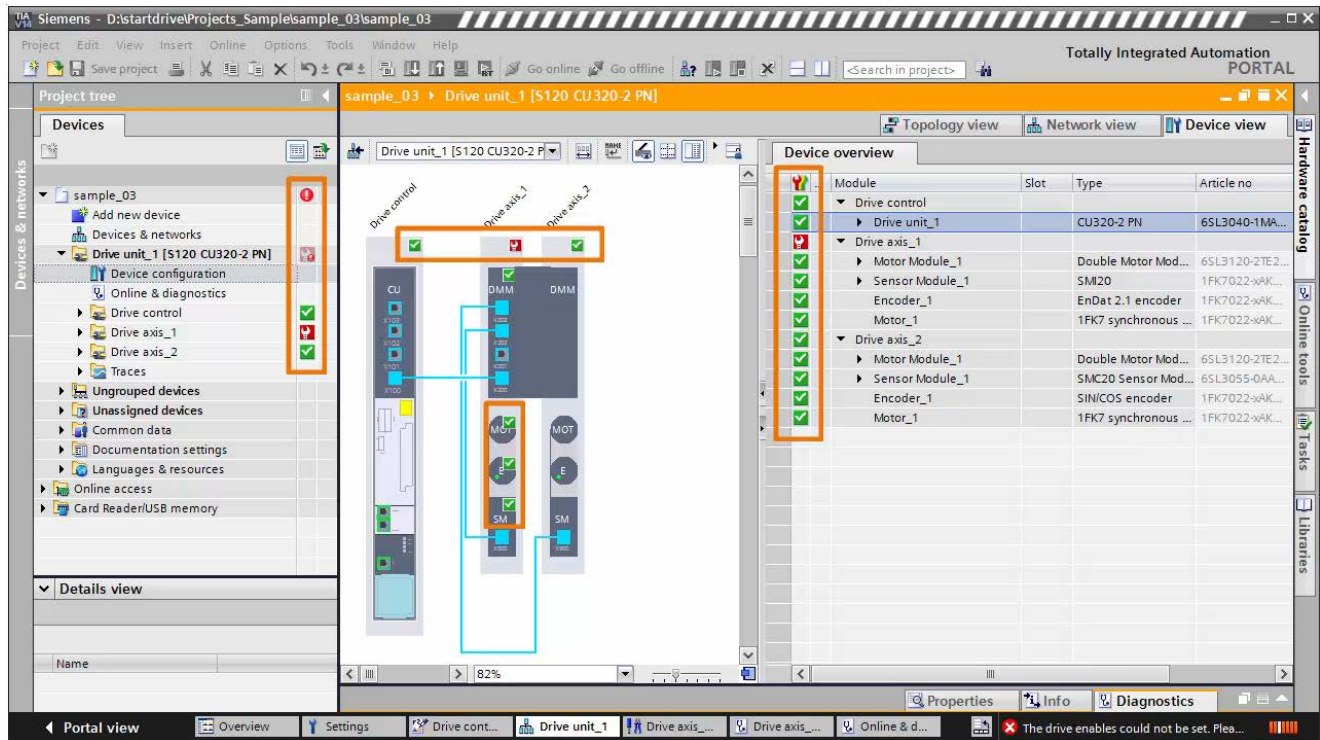 TIA V14 Siemens - D:\startdrive\Projects_Sample\sample_03\sample_03
Project Edit View Insert Online Options Tools Window Help
Save project Go online Go offline <Search in project>
Totally Integrated Automation
PORTAL
Project tree
sample_03 Drive unit_1 [S120 CU320-2 PN]
Devices
Topology view Network view Device view
Drive unit_1 [S120 CU320-2 P
Device overview
... Module Slot Type Article no
sample_03
Add new device
Devices & networks
Drive unit_1 [S120 CU320-2 PN]
Device configuration
Online & diagnostics
Drive control
Drive axis_1
Drive axis_2
Traces
Ungrouped devices
Unassigned devices
Common data
Documentation settings
Languages & resources
Online access
Card Reader/USB memory
Details view
Name
Devices & networks
Drive control
Drive axis_1
Drive axis_2
CU
DMM
DMM
X103
X102
X101
X100
MOT
MOT
E
E
SM
SM
82%
Drive control
Drive unit_1 CU320-2 PN 6SL3040-1MA...
Drive axis_1
Motor Module_1 Double Motor Mod... 6SL3120-2TE2...
Sensor Module_1 SMI20 1FK7022-xAK...
Encoder_1 EnDat 2.1 encoder 1FK7022-xAK...
Motor_1 1FK7 synchronous ... 1FK7022-xAK...
Drive axis_2
Motor Module_1 Double Motor Mod... 6SL3120-2TE2...
Sensor Module_1 SMC20 Sensor Mod... 6SL3055-0AA...
Encoder_1 SIN/COS encoder 1FK7022-xAK...
Motor_1 1FK7 synchronous ... 1FK7022-xAK...
Hardware catalog
Online tools
Tasks
Libraries
Properties Info Diagnostics
Portal view Overview Settings Drive cont... Drive unit_1 Drive axis_... Drive axis_... Online & d... The drive enables could not be set. Plea...